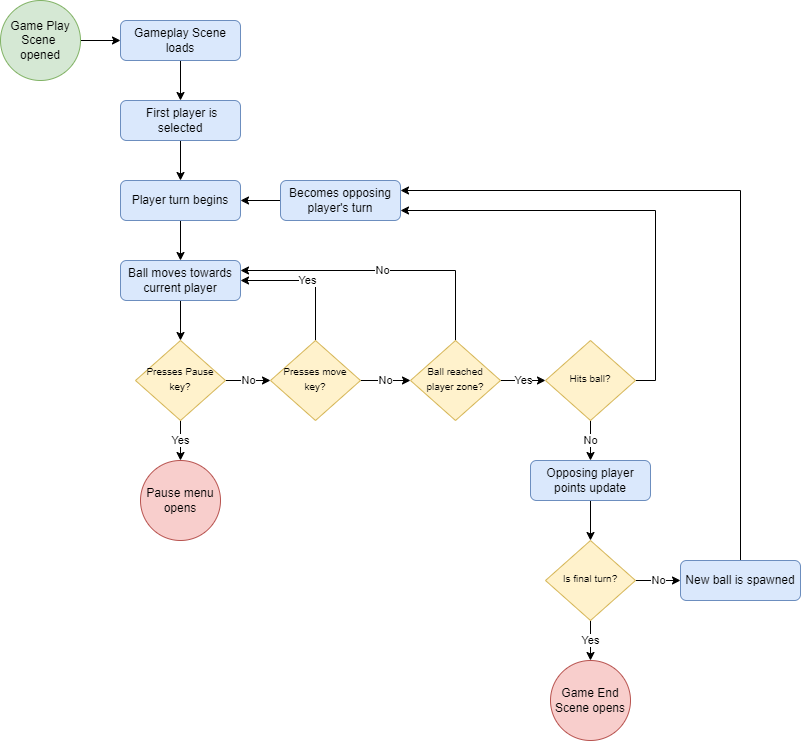 Game Play
Scene
opened
Gameplay Scene
loads
First player is
selected
Player turn begins
Becomes opposing
player's turn
Ball moves towards
current player
No
Yes
Presses Pause
key?
No
Presses move
key?
No
Ball reached
player zone?
Yes
Hits ball?
Yes
No
Pause menu
opens
Opposing player
points update
Is final turn?
No
New ball is spawned
Yes
Game End
Scene opens